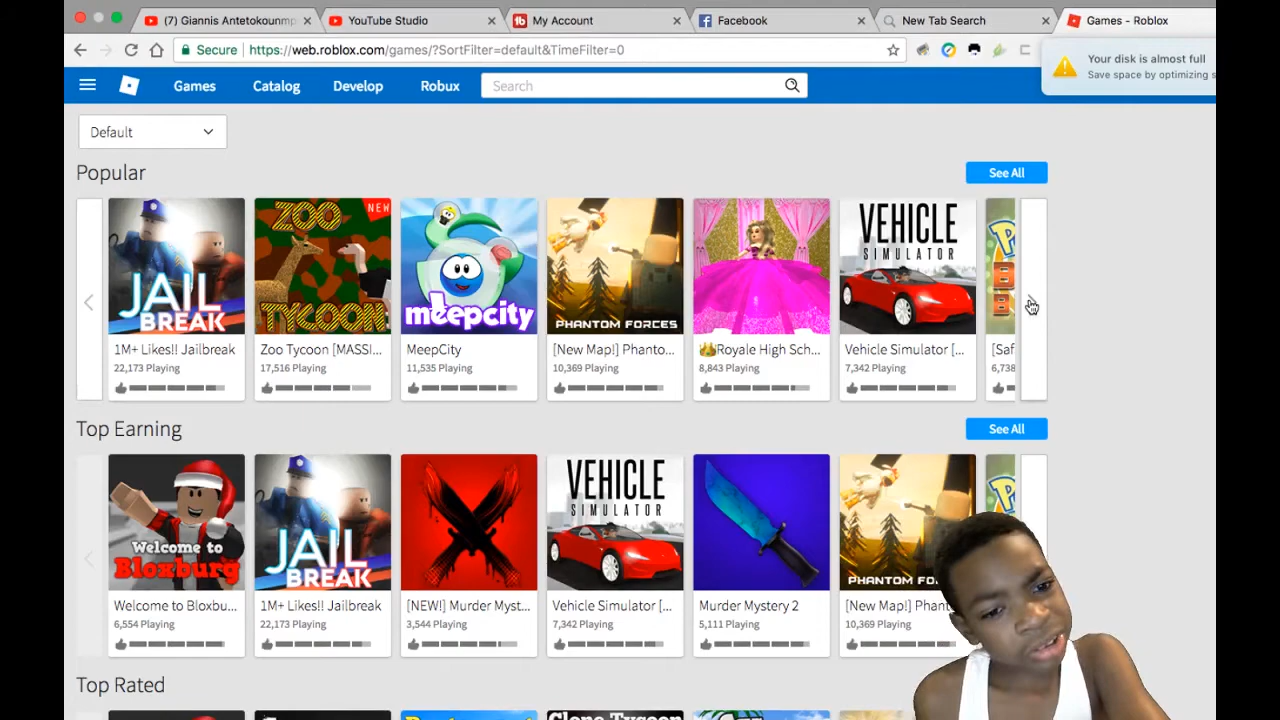 (7) Giannis Antetokounmp
YouTube Studio
My Account
Facebook
New Tab Search
Games - Roblox
Secure
https://web.roblox.com/games/?SortFilter=default&TimeFilter=0
Your disk is almost full
Save space by optimizing s
Games
Catalog
Develop
Robux
Search
Default
Popular
See All
JAIL
BREAK
ZOO
TYCOON
NEW
meepcity
PHANTOM FORCES
VEHICLE
SIMULATOR
1M+ Likes!! Jailbreak
Zoo Tycoon [MASSI...
MeepCity
[New Map!] Phanto...
👑Royale High Sch...
Vehicle Simulator [...
[Saf
22,173 Playing
17,516 Playing
11,535 Playing
10,369 Playing
8,843 Playing
7,342 Playing
6,738
Top Earning
See All
Welcome to
Bloxburg
JAIL
BREAK
VEHICLE
SIMULATOR
PHANTOM FO
Welcome to Bloxbu...
1M+ Likes!! Jailbreak
[NEW!] Murder Myst...
Vehicle Simulator [...
Murder Mystery 2
[New Map!] Phant
6,554 Playing
22,173 Playing
3,544 Playing
7,342 Playing
5,111 Playing
10,369 Playing
Top Rated
Clone Tycoon